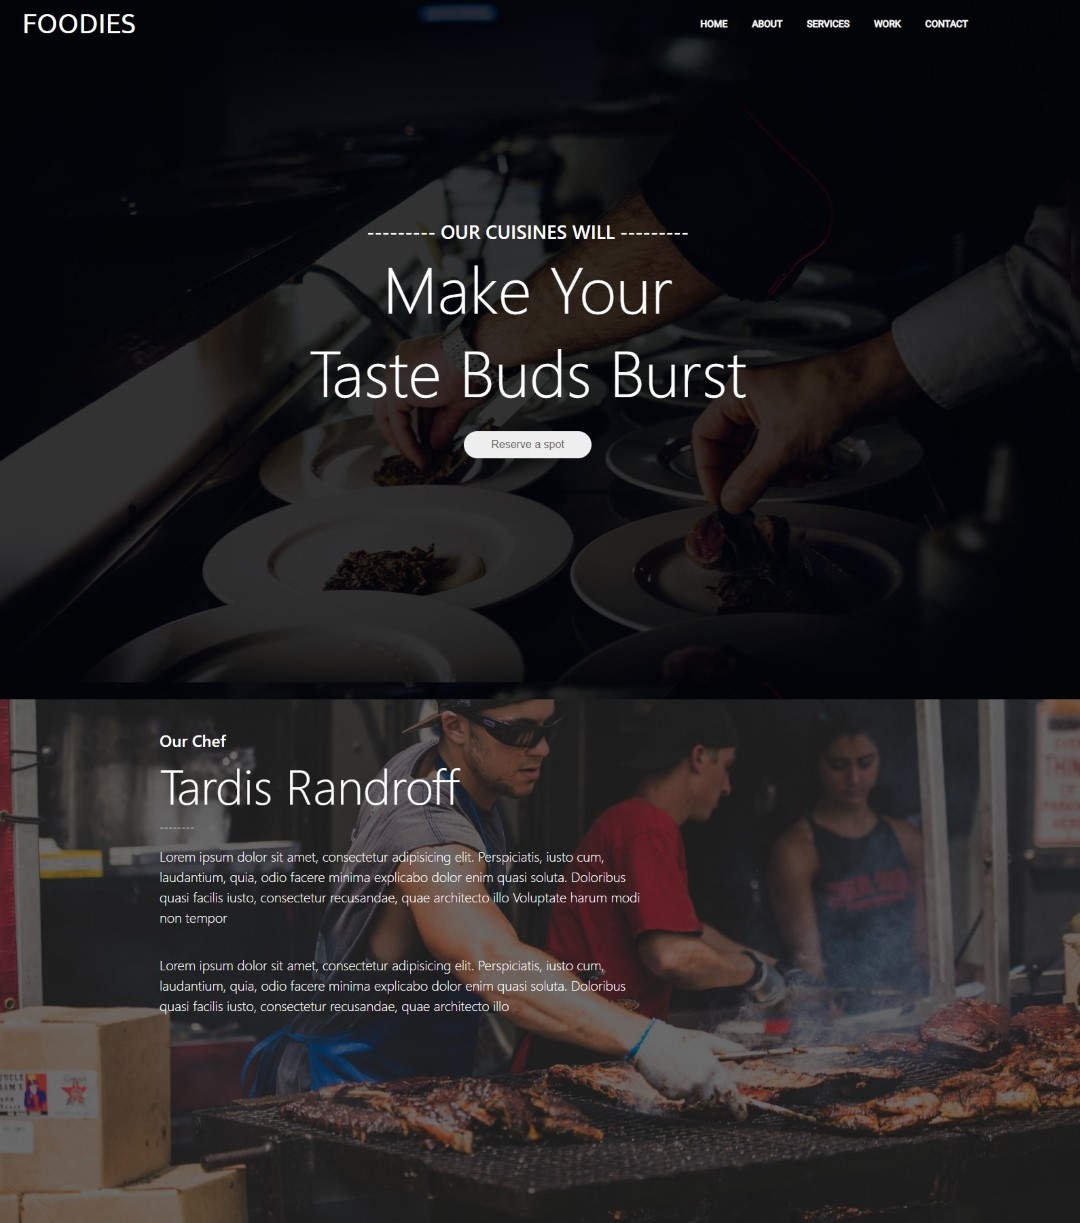 FOODIES
HOME ABOUT SERVICES WORK CONTACT
--------- OUR CUISINES WILL ---------
Make Your
Taste Buds Burst
Reserve a spot
Our Chef
Tardis Randroff
--------
Lorem ipsum dolor sit amet, consectetur adipisicing elit. Perspiciatis, iusto cum,
laudantium, quia, odio facere minima explicabo dolor enim quasi soluta. Doloribus
quasi facilis iusto, consectetur recusandae, quae architecto illo Voluptate harum modi
non tempor
Lorem ipsum dolor sit amet, consectetur adipisicing elit. Perspiciatis, iusto cum,
laudantium, quia, odio facere minima explicabo dolor enim quasi soluta. Doloribus
quasi facilis iusto, consectetur recusandae, quae architecto illo